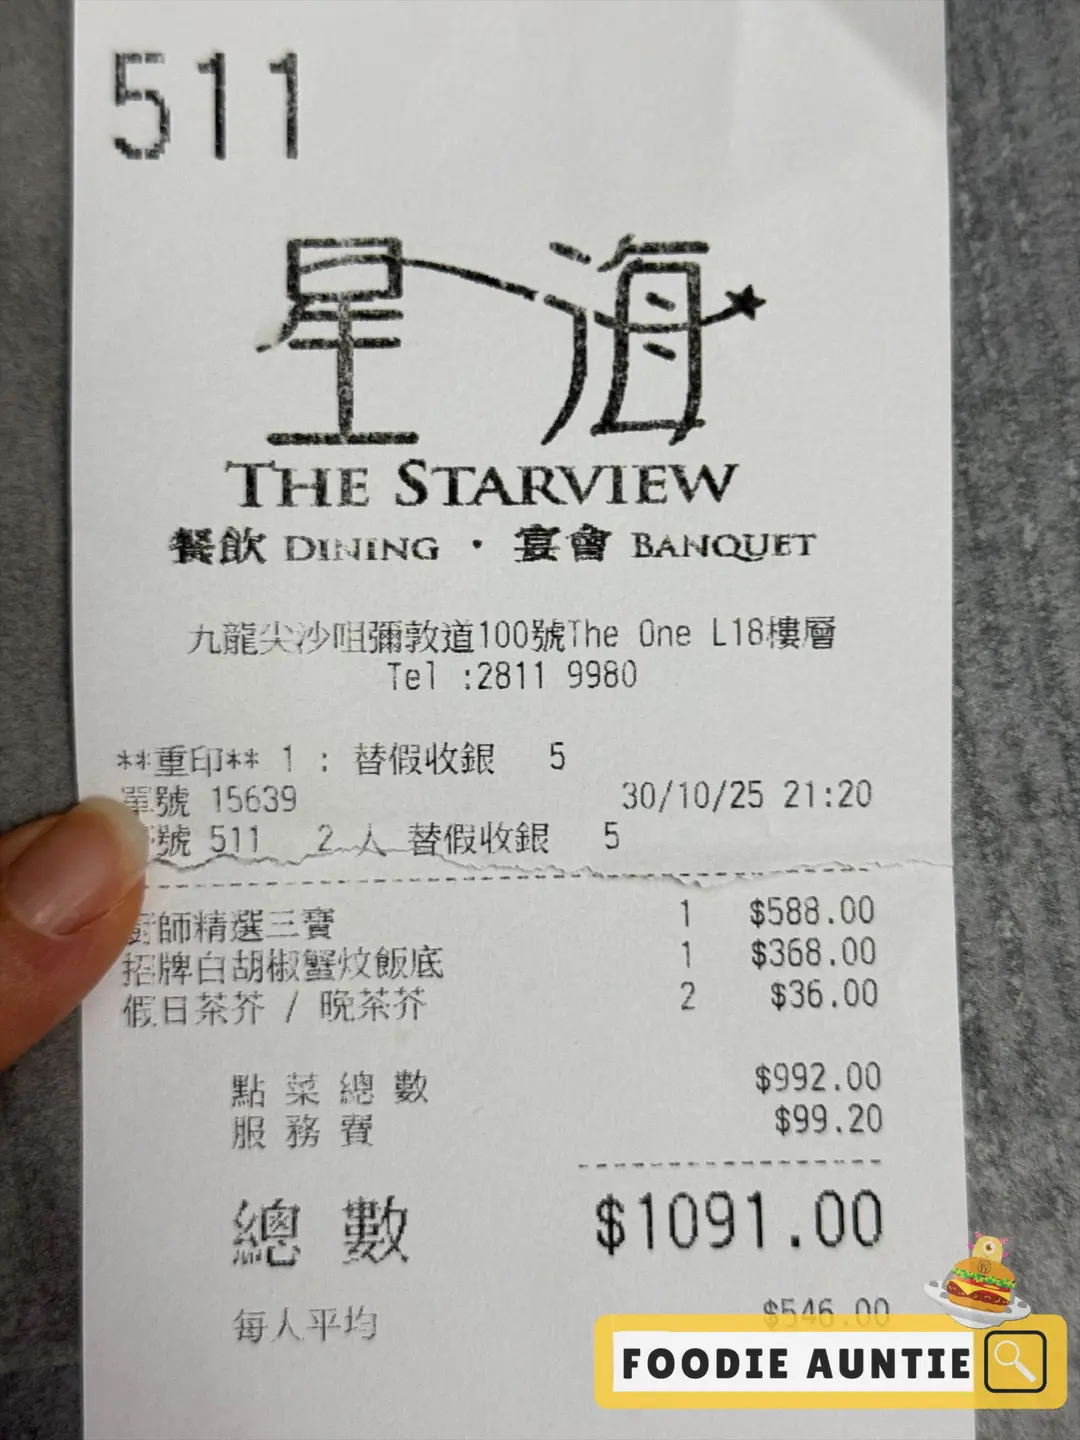 511
星海
THE STARVIEW
餐飲 DINING · 宴會 BANQUET
九龍尖沙咀彌敦道100號The One L18樓層
Tel :2811 9980
**重印** 1 : 替假收銀 5
單號 15639 30/10/25 21:20
號 511 2 人 替假收銀 5
廚師精選三寶 1 $588.00
招牌白胡椒蟹炆飯底 1 $368.00
假日茶芥 / 晚茶芥 2 $36.00
點菜總數 $992.00
服務費 $99.20
總數 $1091.00
每人平均 $546.00
FOODIE AUNTIE